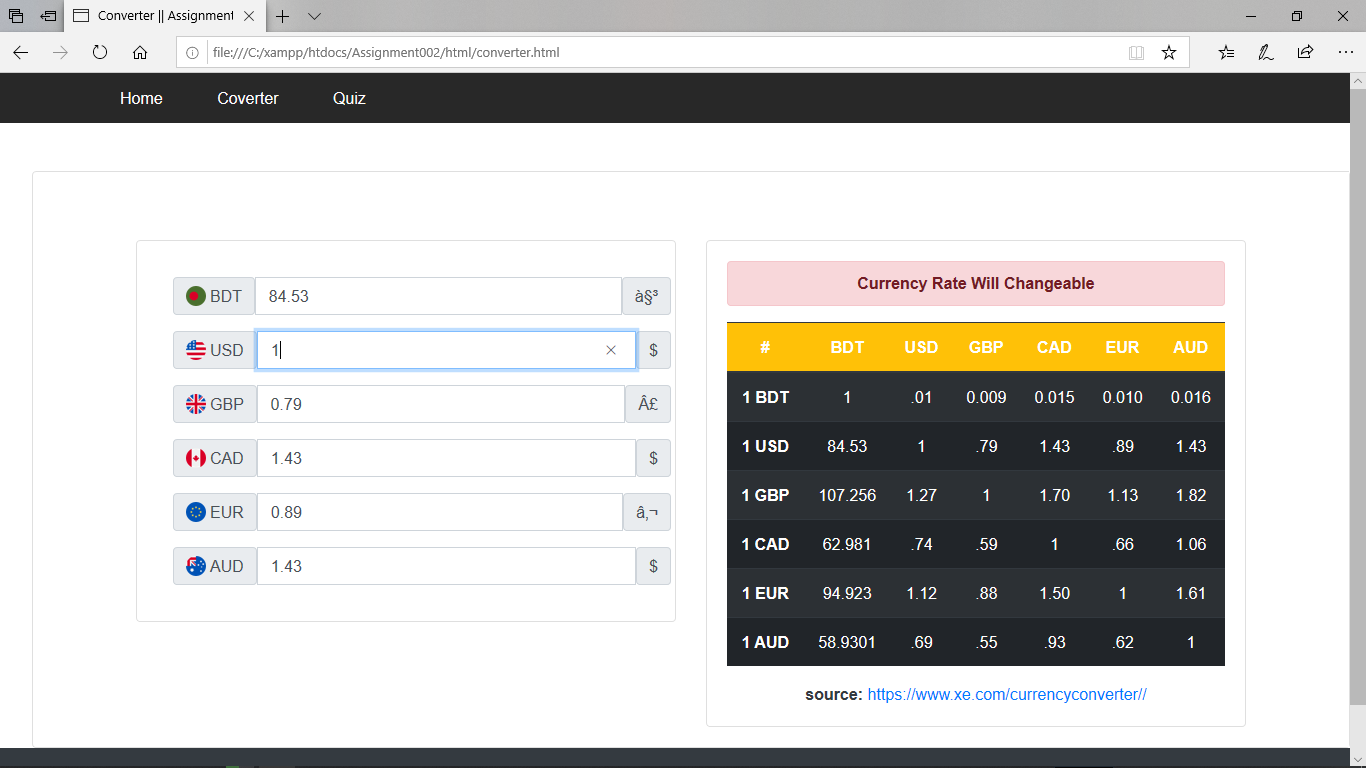 Converter || Assignment
file:///C:/xampp/htdocs/Assignment002/html/converter.html
Home Coverter Quiz
BDT 84.53 à§³
USD 1 $
GBP 0.79 Â£
CAD 1.43 $
EUR 0.89 â‚¬
AUD 1.43 $
Currency Rate Will Changeable
# BDT USD GBP CAD EUR AUD
1 BDT 1 .01 0.009 0.015 0.010 0.016
1 USD 84.53 1 .79 1.43 .89 1.43
1 GBP 107.256 1.27 1 1.70 1.13 1.82
1 CAD 62.981 .74 .59 1 .66 1.06
1 EUR 94.923 1.12 .88 1.50 1 1.61
1 AUD 58.9301 .69 .55 .93 .62 1
source: https://www.xe.com/currencyconverter//